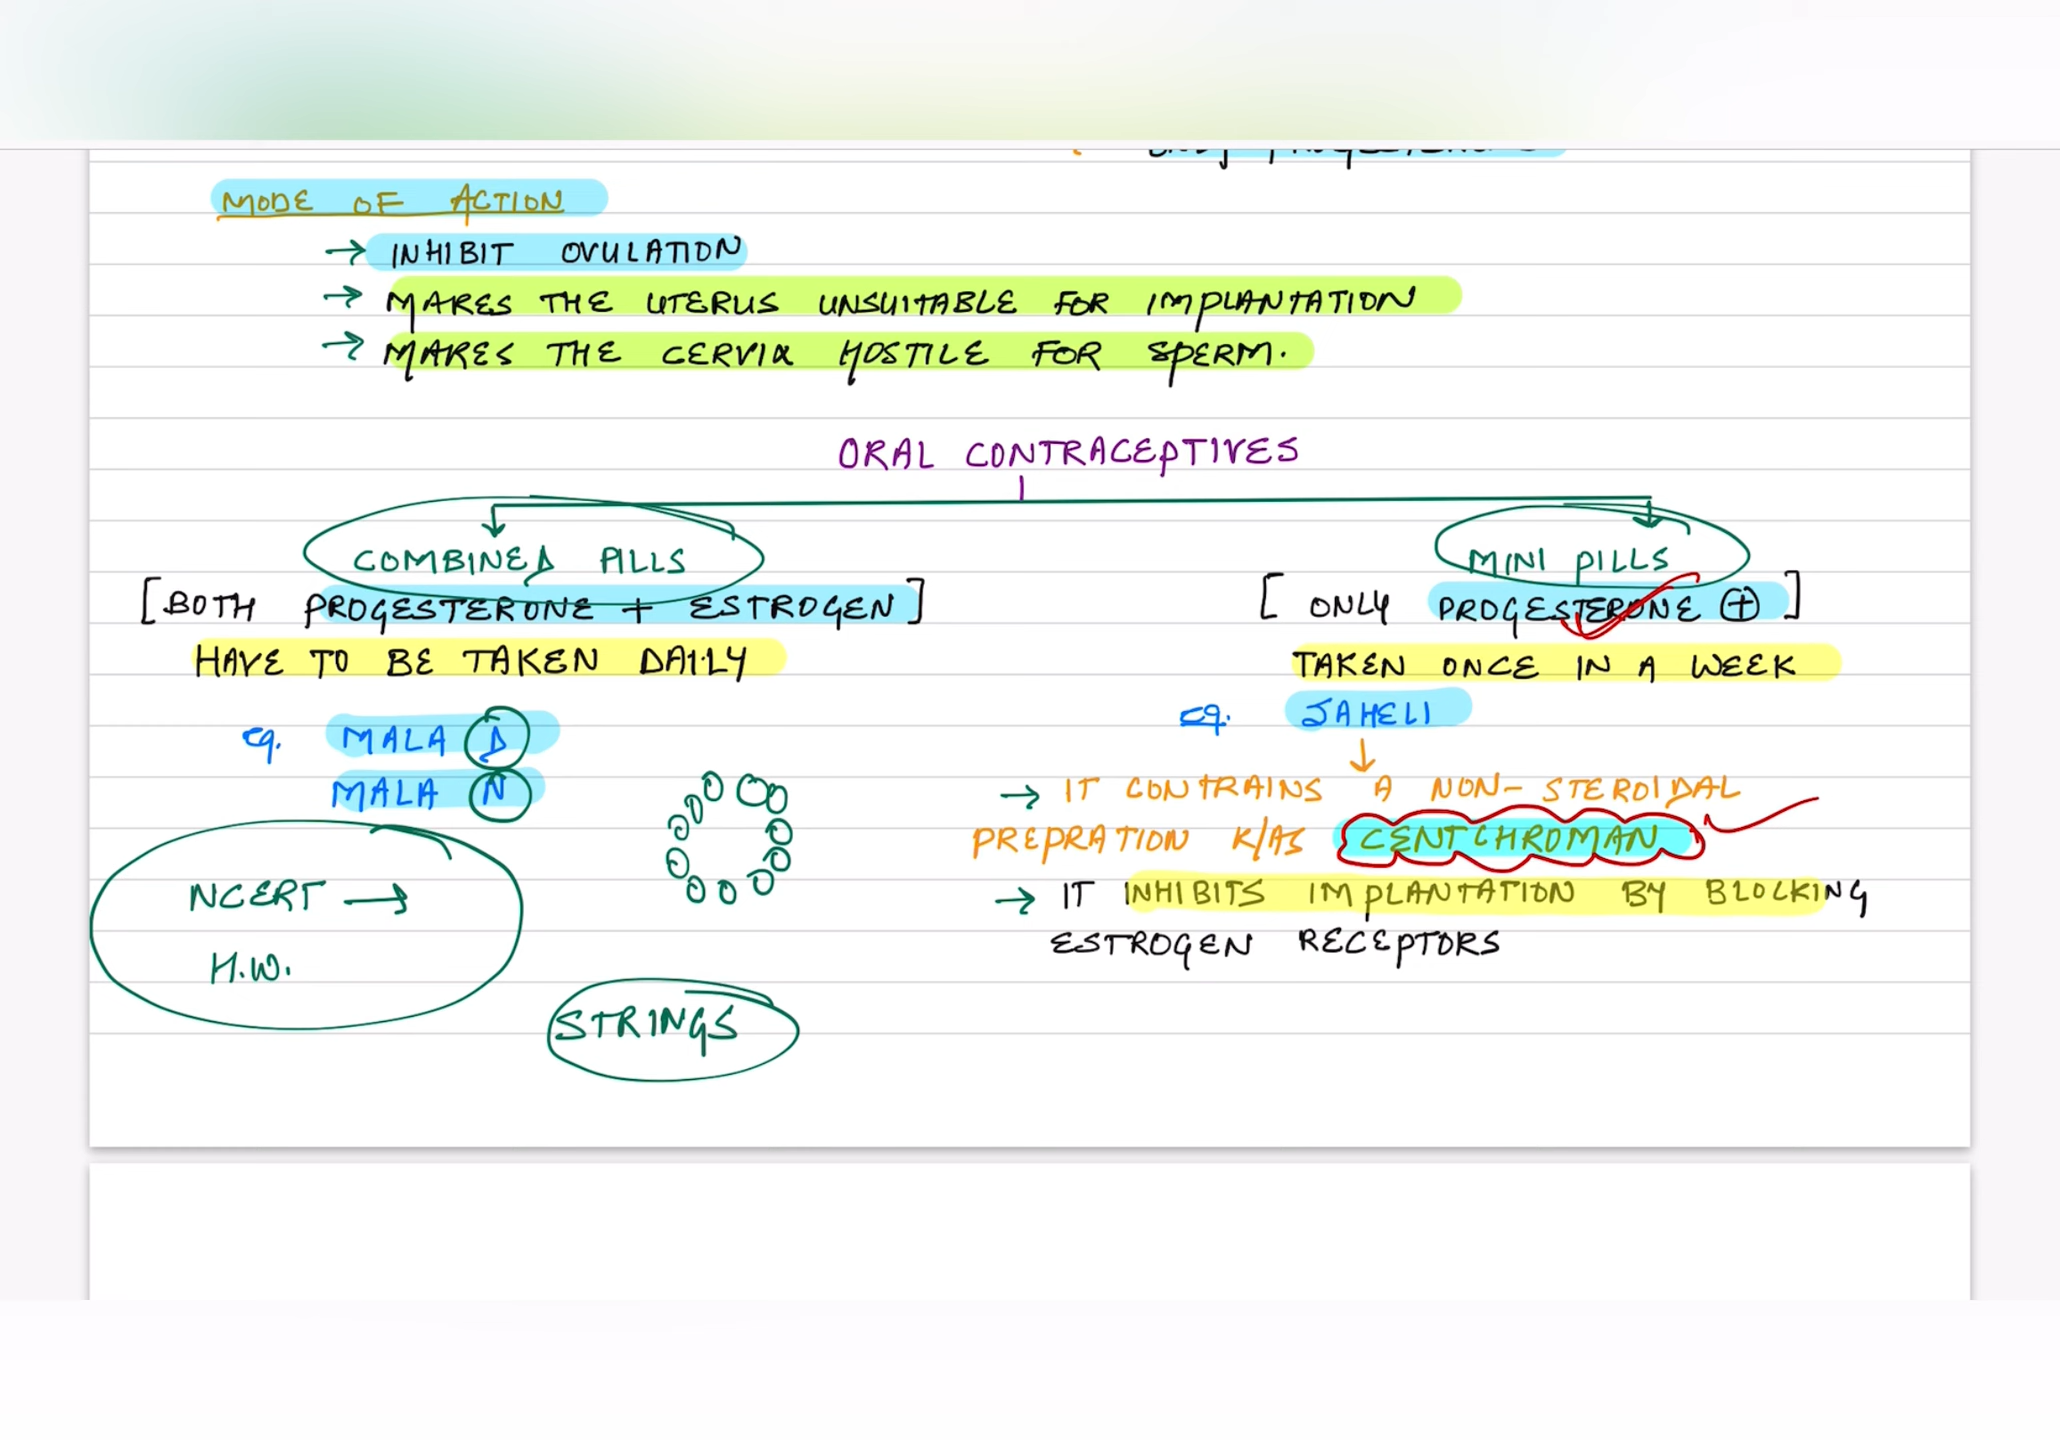 MODE OF ACTION
→ INHIBIT OVULATION
→ MAKES THE UTERUS UNSUITABLE FOR IMPLANTATION
→ MAKES THE CERVIX HOSTILE FOR SPERM.
ORAL CONTRACEPTIVES
COMBINED PILLS
MINI PILLS
[BOTH PROGESTERONE + ESTROGEN]
[ ONLY PROGESTERONE ⊕ ]
HAVE TO BE TAKEN DAILY
TAKEN ONCE IN A WEEK
eg. MALA D
MALA N
eg. SAHELI
→ IT CONTRAINS A NON-STEROIDAL
PREPRATION K/AS CENTCHROMAN
→ IT INHIBITS IMPLANTATION BY BLOCKING
ESTROGEN RECEPTORS
NCERT →
H.W.
STRINGS